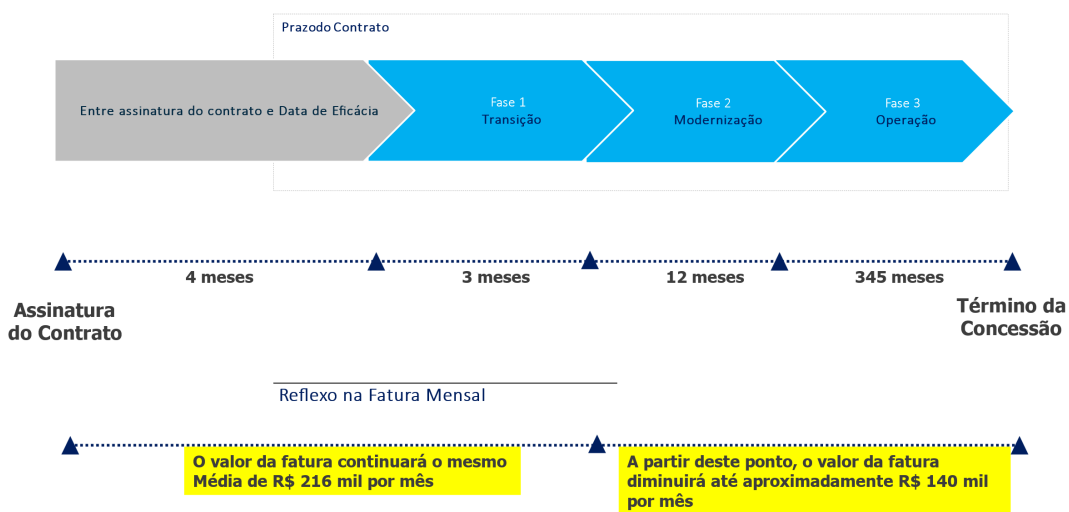 Prazodo Contrato
Entre assinatura do contrato e Data de Eficácia
Fase 1
Transição
Fase 2
Modernização
Fase 3
Operação
4 meses
3 meses
12 meses
345 meses
Assinatura
do Contrato
Término da
Concessão
Reflexo na Fatura Mensal
O valor da fatura continuará o mesmo
Média de R$ 216 mil por mês
A partir deste ponto, o valor da fatura
diminuirá até aproximadamente R$ 140 mil
por mês